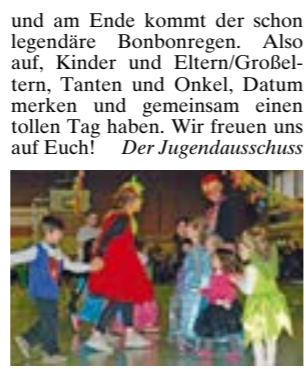 und am Ende kommt der schon
legendäre Bonbonregen. Also
auf, Kinder und Eltern/Großel-
tern, Tanten und Onkel, Datum
merken und gemeinsam einen
tollen Tag haben. Wir freuen uns
auf Euch! Der Jugendausschuss